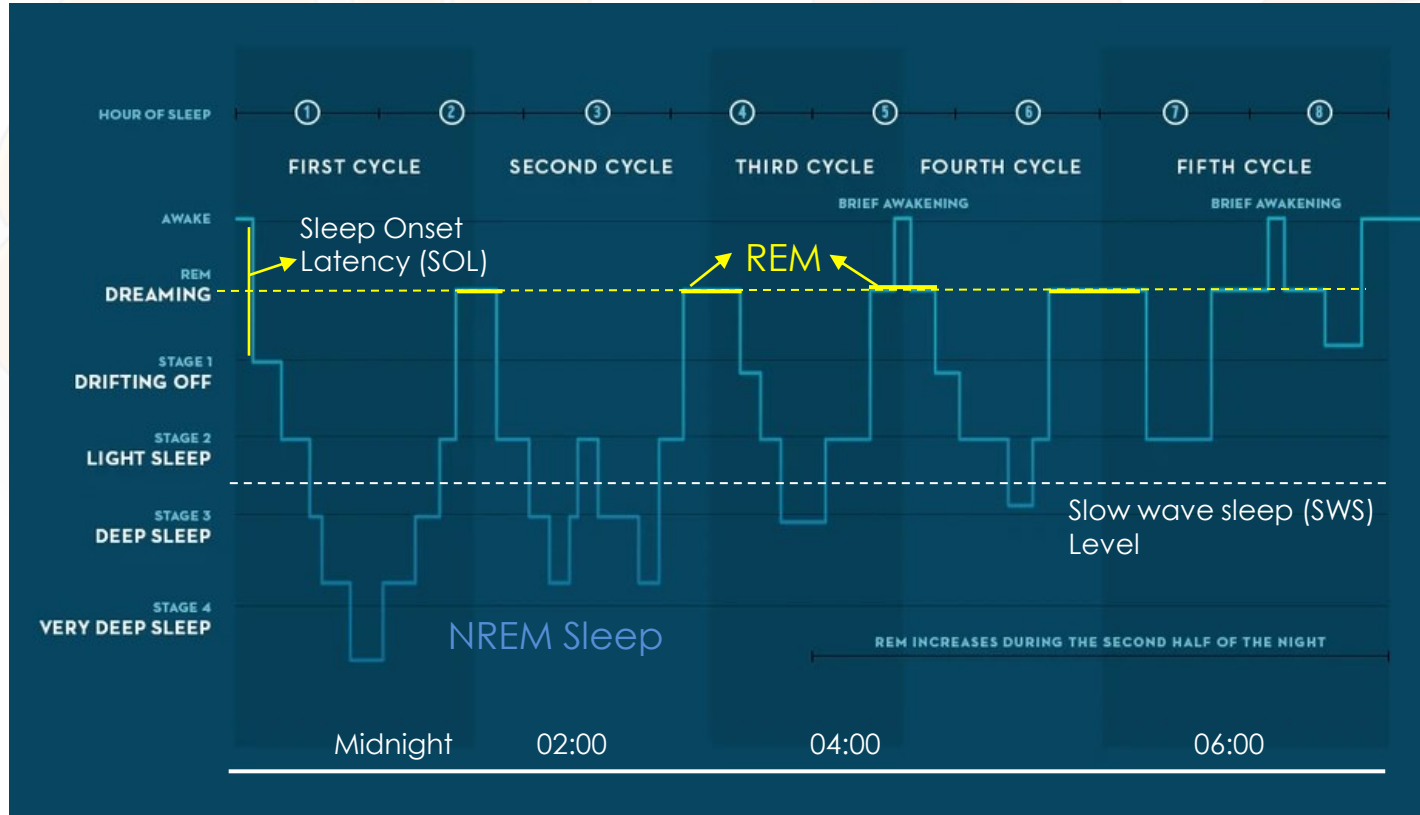 HOUR OF SLEEP 1 2 3 4 5 6 7 8
FIRST CYCLE SECOND CYCLE THIRD CYCLE FOURTH CYCLE FIFTH CYCLE
BRIEF AWAKENING BRIEF AWAKENING
AWAKE
Sleep Onset
Latency (SOL)
REM
REM
DREAMING
STAGE 1
DRIFTING OFF
STAGE 2
LIGHT SLEEP
Slow wave sleep (SWS)
Level
STAGE 3
DEEP SLEEP
STAGE 4
VERY DEEP SLEEP
NREM Sleep
REM INCREASES DURING THE SECOND HALF OF THE NIGHT
Midnight 02:00 04:00 06:00